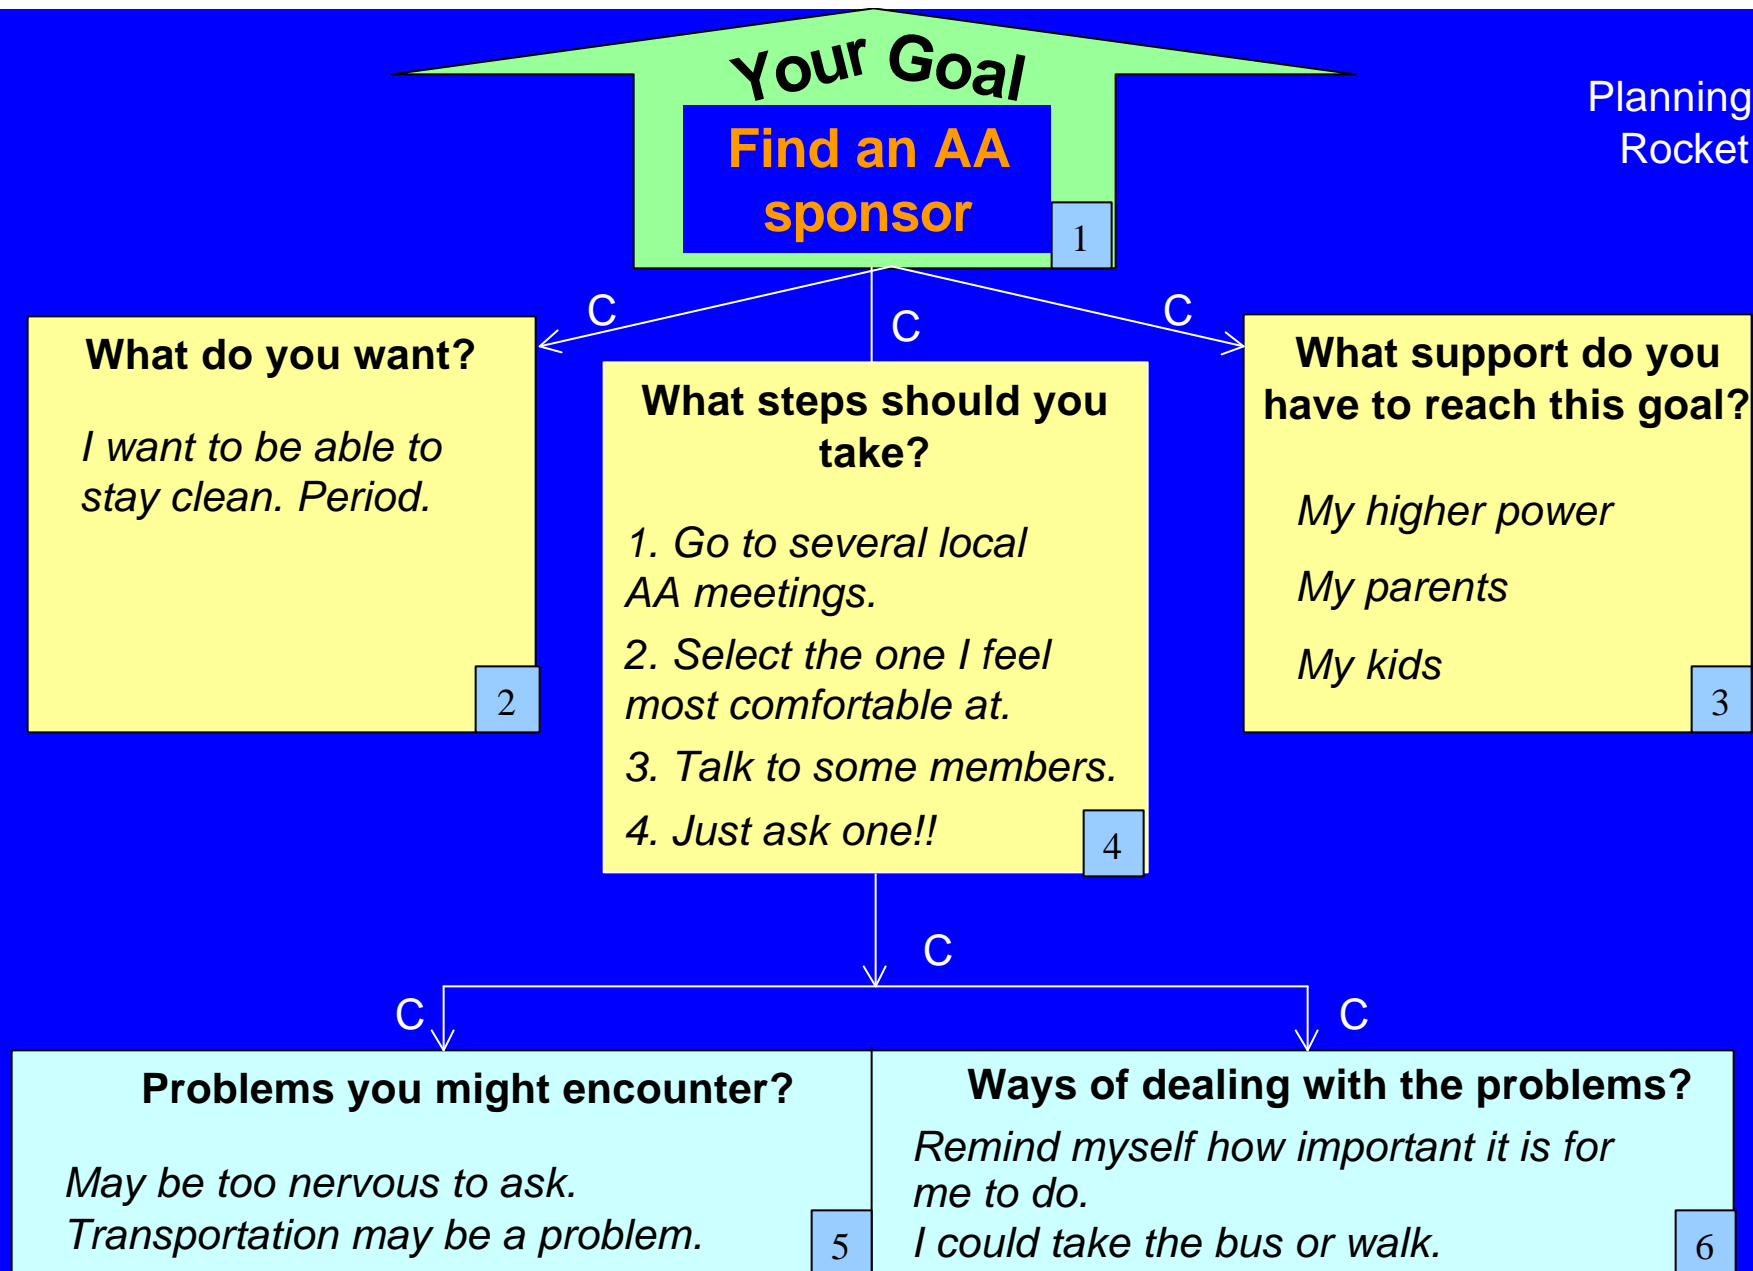 Your Goal
Planning
Rocket
Find an AA
sponsor
1
C
C
C
What do you want?
I want to be able to
stay clean. Period.
2
What steps should you
take?
1. Go to several local
AA meetings.
2. Select the one I feel
most comfortable at.
3. Talk to some members.
4. Just ask one!!
4
What support do you
have to reach this goal?
My higher power
My parents
My kids
3
C
C
C
Problems you might encounter?
May be too nervous to ask.
Transportation may be a problem.
5
Ways of dealing with the problems?
Remind myself how important it is for
me to do.
I could take the bus or walk.
6